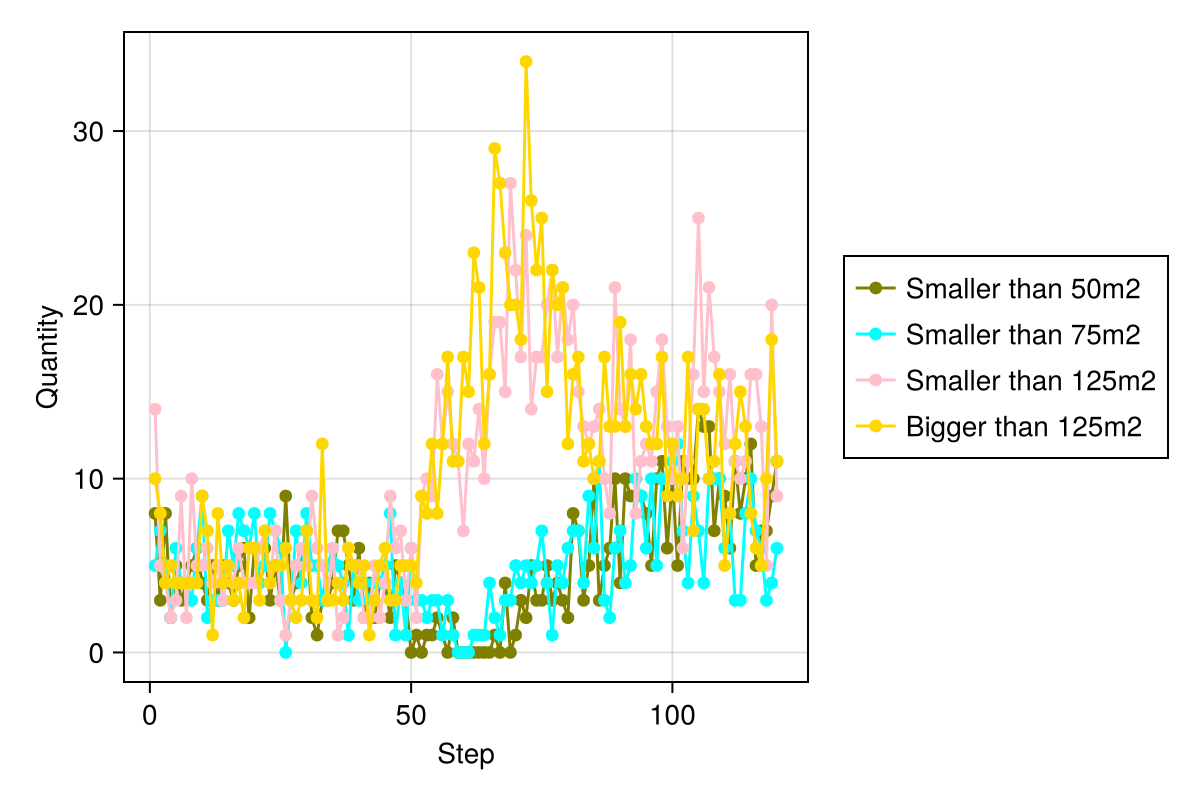 30
20
10
0
Quantity
0 50 100
Step
Smaller than 50m2
Smaller than 75m2
Smaller than 125m2
Bigger than 125m2